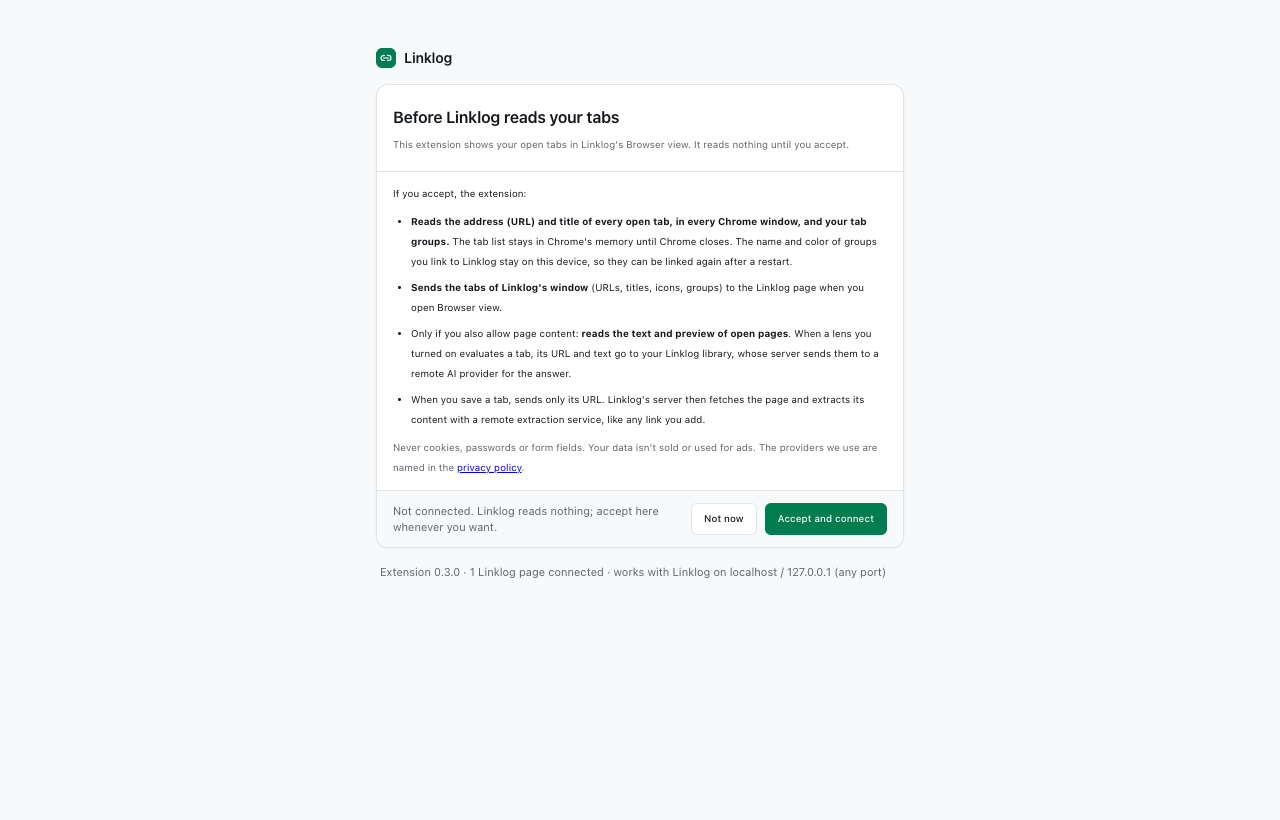 Linklog
Before Linklog reads your tabs
This extension shows your open tabs in Linklog's Browser view. It reads nothing until you accept.
If you accept, the extension:
• Reads the address (URL) and title of every open tab, in every Chrome window, and your tab
groups. The tab list stays in Chrome's memory until Chrome closes. The name and color of groups
you link to Linklog stay on this device, so they can be linked again after a restart.
• Sends the tabs of Linklog's window (URLs, titles, icons, groups) to the Linklog page when you
open Browser view.
• Only if you also allow page content: reads the text and preview of open pages. When a lens you
turned on evaluates a tab, its URL and text go to your Linklog library, whose server sends them to a
remote AI provider for the answer.
• When you save a tab, sends only its URL. Linklog's server then fetches the page and extracts its
content with a remote extraction service, like any link you add.
Never cookies, passwords or form fields. Your data isn't sold or used for ads. The providers we use are
named in the privacy policy.
Not connected. Linklog reads nothing; accept here
whenever you want.
Not now
Accept and connect
Extension 0.3.0 · 1 Linklog page connected · works with Linklog on localhost / 127.0.0.1 (any port)